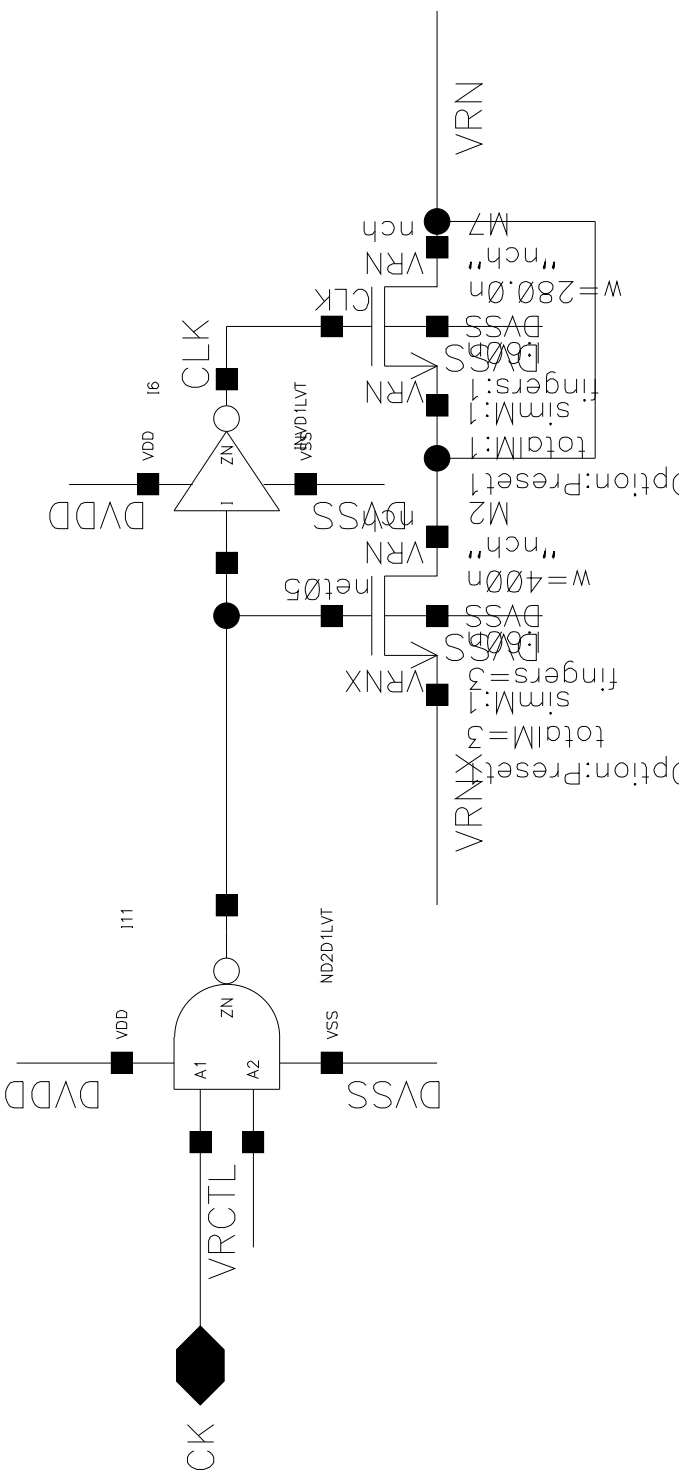 VRN
M7
nch
"nch"
VRN
w=280.0n
CLK
DVSS
DVSS
l:60n
CLK
VRN
fingers:1
simM:1
totalM:1
Option:Preset1
I6
INVD1LVT
VDD
ZN
VSS
I
DVDD
DVSS
nch
M2
VRN
"nch"
net05
w=400n
DVSS
DVSS
l:60n
VRNX
fingers=3
simM:1
totalM=3
Option:Preset1
VRNX
I11
ND2D1LVT
VDD
ZN
VSS
A1
A2
DVDD
DVSS
VRCTL
CK